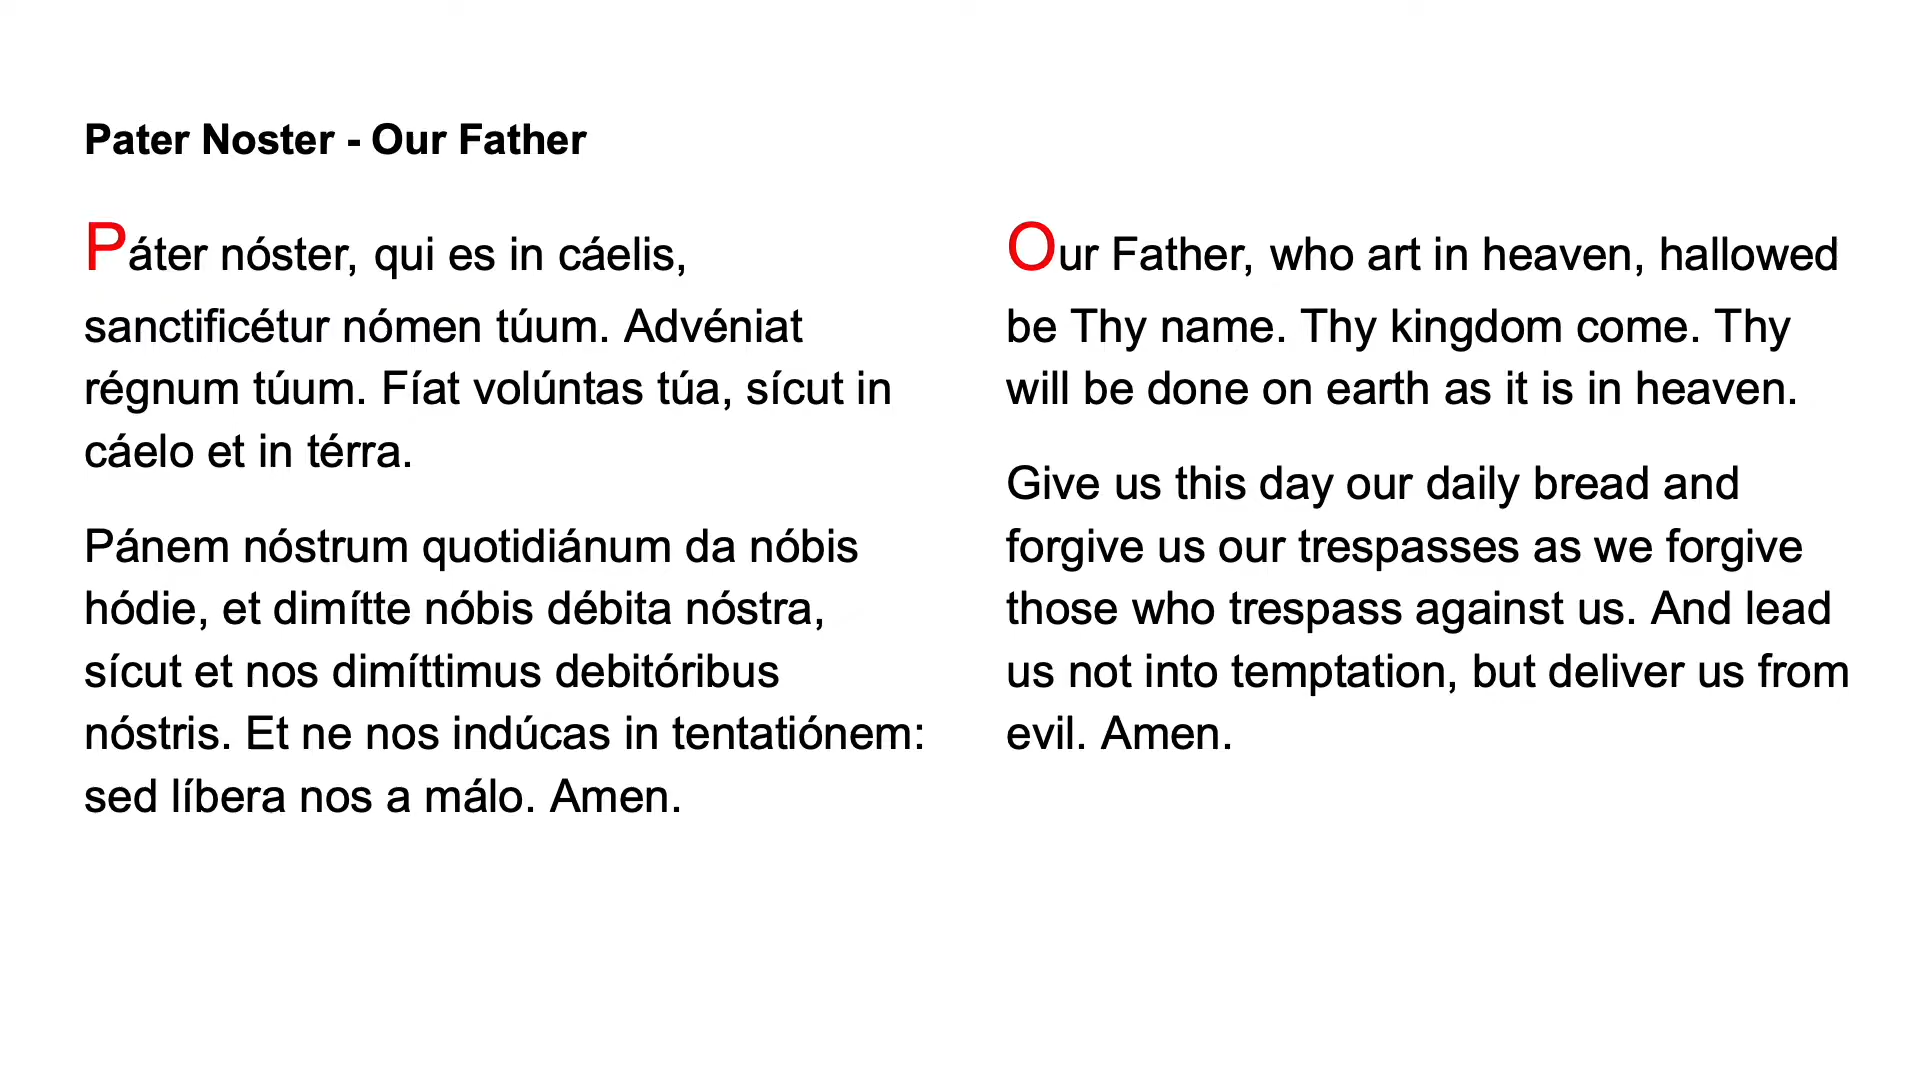 Pater Noster - Our Father
Páter nóster, qui es in cáelis,
sanctificétur nómen túum. Advéniat
régnum túum. Fíat volúntas túa, sícut in
cáelo et in térra.
Pánem nóstrum quotidiánum da nóbis
hódie, et dimítte nóbis débita nóstra,
sícut et nos dimíttimus debitóribus
nóstris. Et ne nos indúcas in tentatiónem:
sed líbera nos a málo. Amen.
Our Father, who art in heaven, hallowed
be Thy name. Thy kingdom come. Thy
will be done on earth as it is in heaven.
Give us this day our daily bread and
forgive us our trespasses as we forgive
those who trespass against us. And lead
us not into temptation, but deliver us from
evil. Amen.